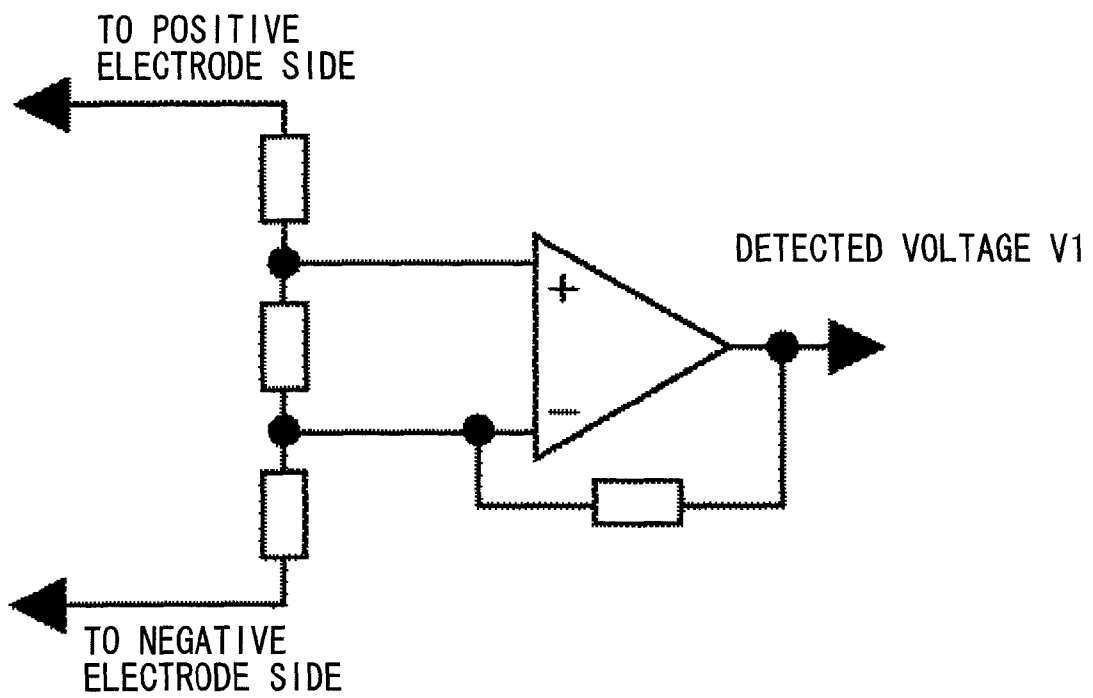 TO POSITIVE
ELECTRODE SIDE
DETECTED VOLTAGE V1
+
−
TO NEGATIVE
ELECTRODE SIDE